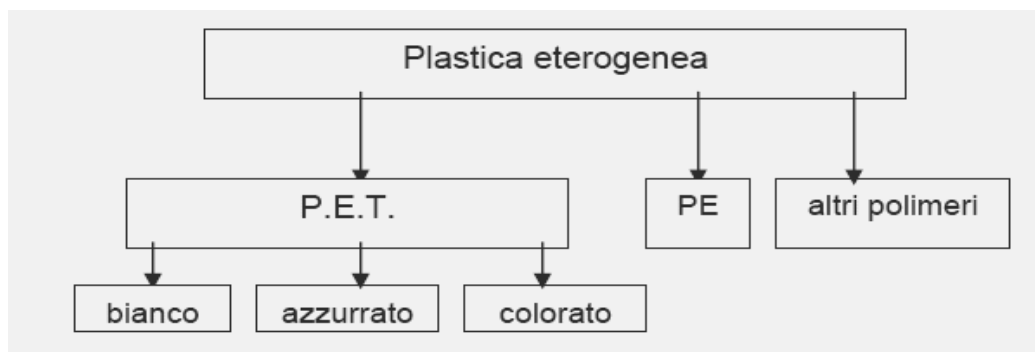 Plastica eterogenea
P.E.T.
PE
altri polimeri
bianco
azzurrato
colorato